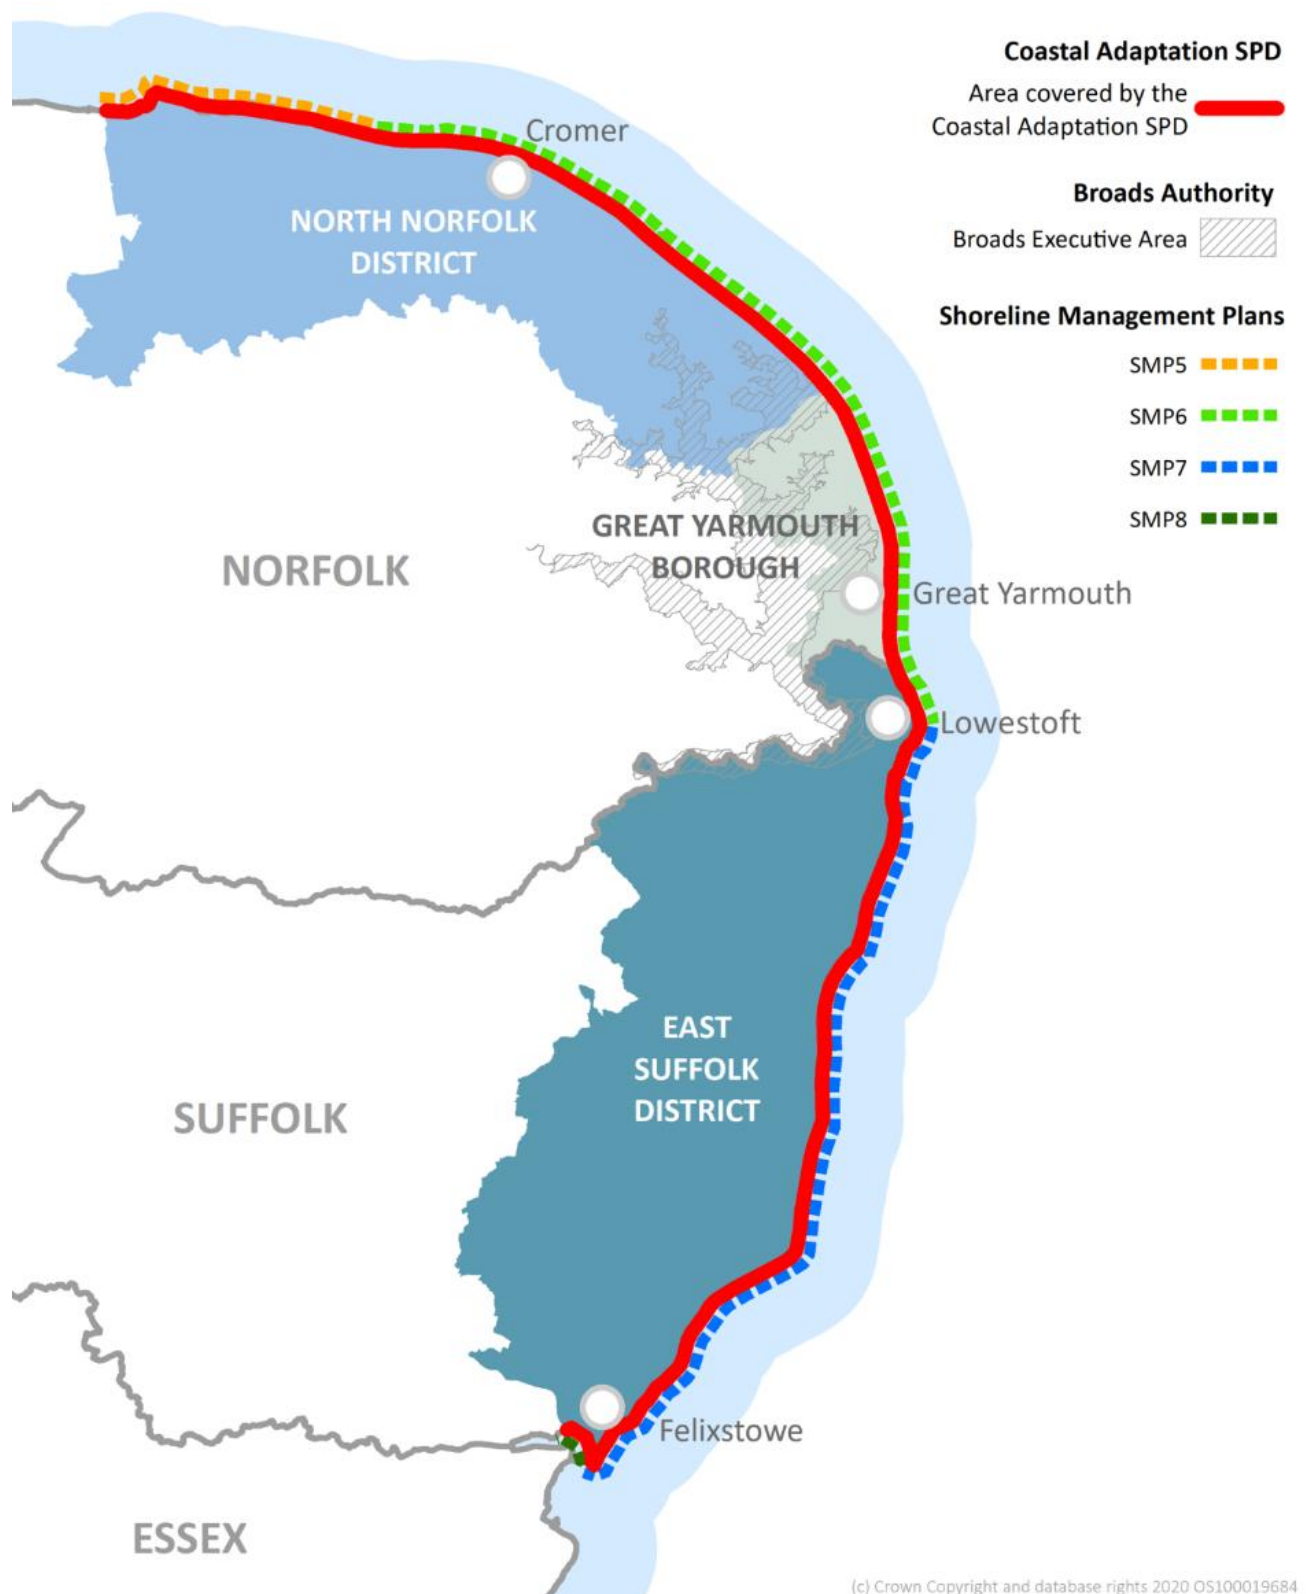 Coastal Adaptation SPD
Area covered by the
Coastal Adaptation SPD
Broads Authority
Broads Executive Area
Shoreline Management Plans
SMP5
SMP6
SMP7
SMP8
Cromer
NORTH NORFOLK
DISTRICT
GREAT YARMOUTH
BOROUGH
NORFOLK
Great Yarmouth
Lowestoft
EAST
SUFFOLK
DISTRICT
SUFFOLK
Felixstowe
ESSEX
(c) Crown Copyright and database rights 2020 OS100019684